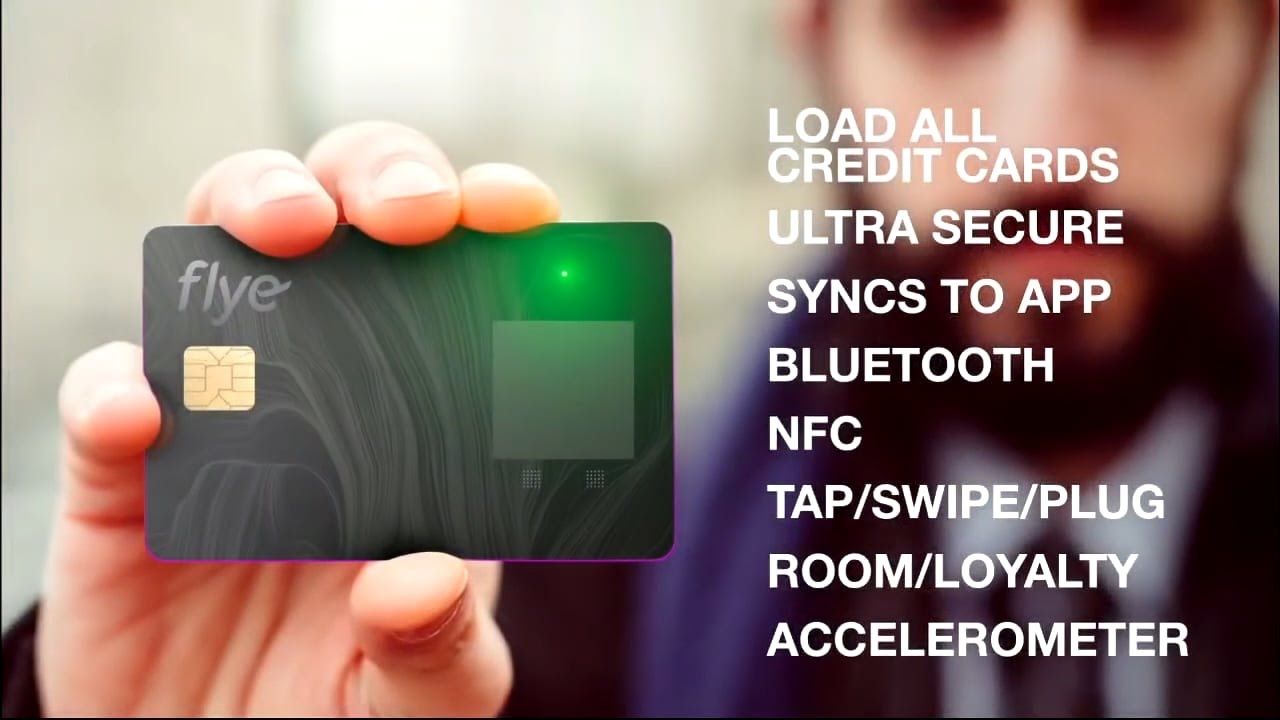 flye
LOAD ALL
CREDIT CARDS
ULTRA SECURE
SYNCS TO APP
BLUETOOTH
NFC
TAP/SWIPE/PLUG
ROOM/LOYALTY
ACCELEROMETER